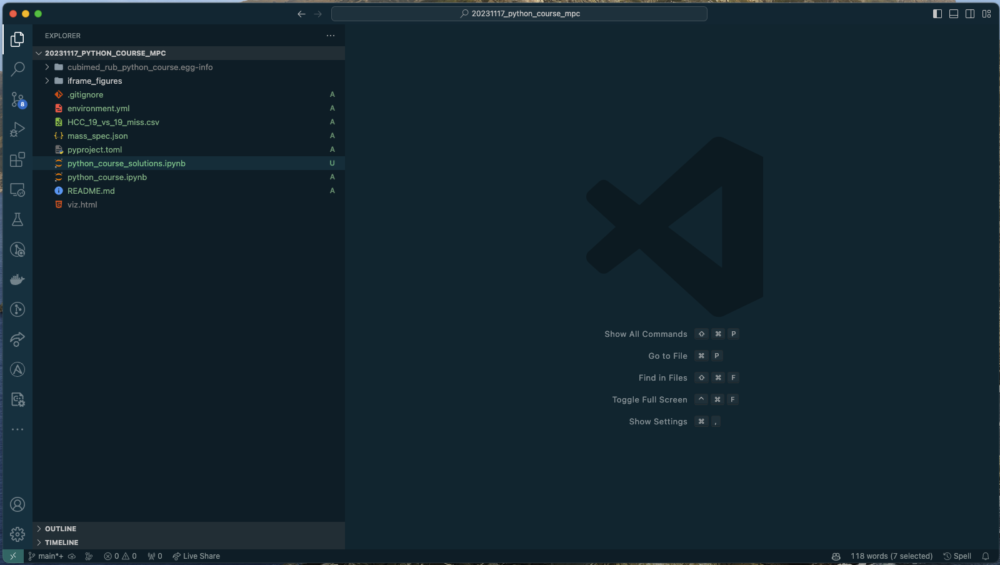 20231117_python_course_mpc
EXPLORER
20231117_PYTHON_COURSE_MPC
cubimed_rub_python_course.egg-info
iframe_figures
.gitignore A
environment.yml A
HCC_19_vs_19_miss.csv A
mass_spec.json A
pyproject.toml A
python_course_solutions.ipynb U
python_course.ipynb A
README.md A
viz.html
8
Show All Commands ⇧ ⌘ P
Go to File ⌘ P
Find in Files ⇧ ⌘ F
Toggle Full Screen ^ ⌘ F
Show Settings ⌘ ,
OUTLINE
TIMELINE
main*+ 0 0 0 Live Share 118 words (7 selected) Spell